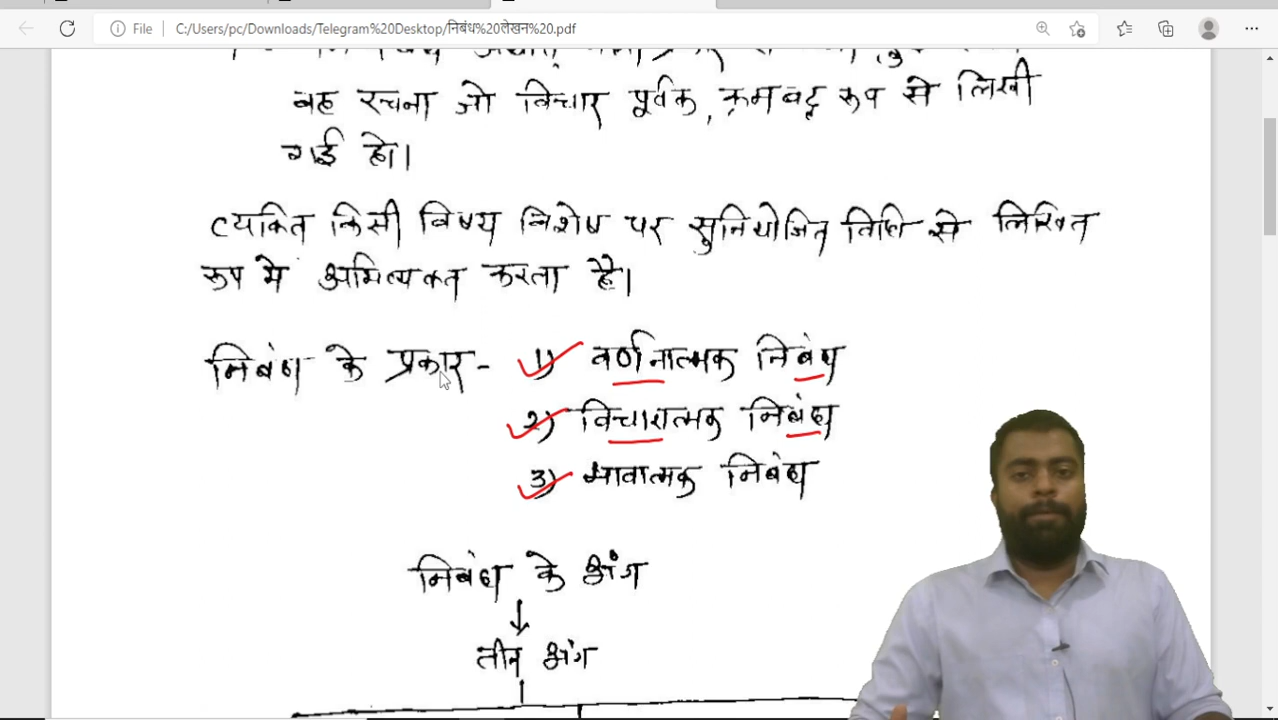 File C:/Users/pc/Downloads/Telegram%20Desktop/निबंध%20लेखन%20.pdf
वह रचना जो विचार पूर्वक, क्रमबद्ध रूप से लिखी
गई हो।
व्यक्ति किसी विषय विशेष पर सुनियोजित विधि से लिखित
रूप मे अभिव्यक्त करता है।
निबंध के प्रकार - 1) वर्णनात्मक निबंध
2) विचारात्मक निबंध
3) भावात्मक निबंध
निबंध के अंग
तीन अंग